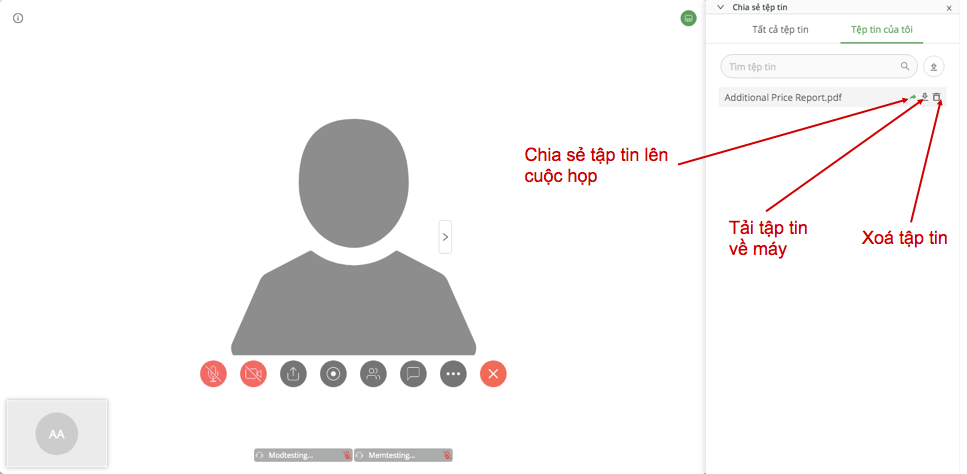 Chia sẻ tệp tin
x
Tất cả tệp tin
Tệp tin của tôi
Tìm tệp tin
Additional Price Report.pdf
Chia sẻ tập tin lên
cuộc họp
Tải tập tin
về máy
Xoá tập tin
AA
Modtesting...
Memtesting...